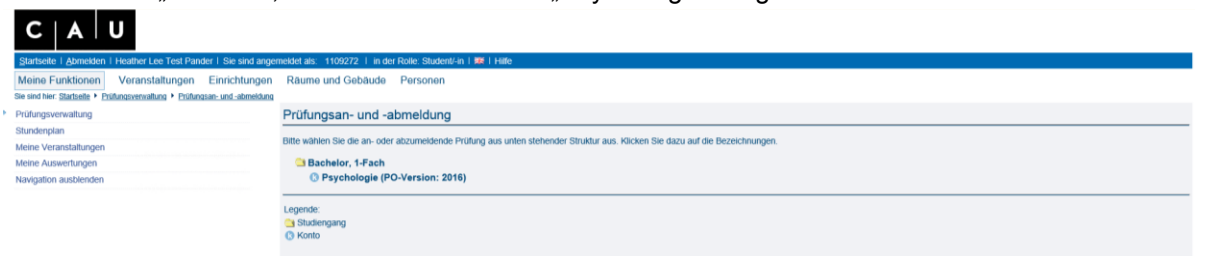 C A U
Startseite | Abmelden | Heather Lee Test Pander | Sie sind angemeldet als: 1109272 | in der Rolle: Student/-in | | Hilfe
Meine Funktionen Veranstaltungen Einrichtungen Räume und Gebäude Personen
Sie sind hier: Startseite Prüfungsverwaltung Prüfungsan- und -abmeldung
Prüfungsverwaltung
Stundenplan
Meine Veranstaltungen
Meine Auswertungen
Navigation ausblenden
Prüfungsan- und -abmeldung
Bitte wählen Sie die an- oder abzumeldende Prüfung aus unten stehender Struktur aus. Klicken Sie dazu auf die Bezeichnungen.
Bachelor, 1-Fach
Psychologie (PO-Version: 2016)
Legende:
Studiengang
Konto